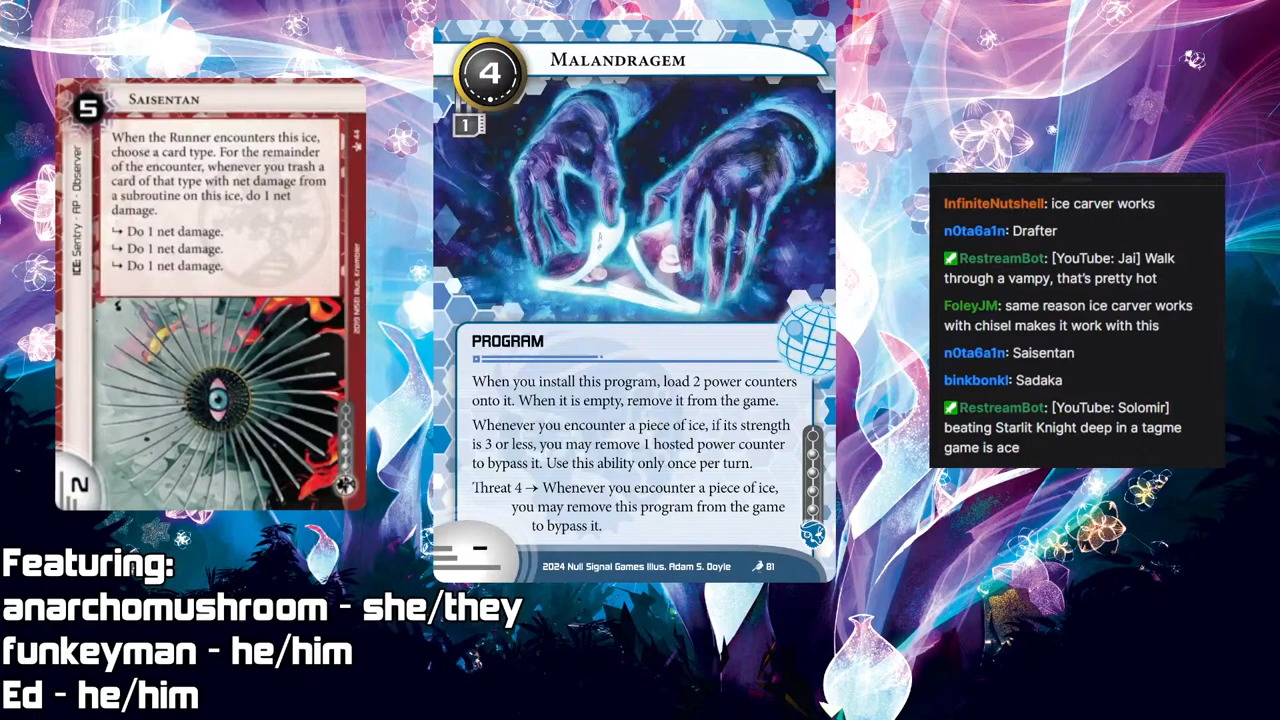 5
SAISENTAN
ICE: Sentry - AP - Observer
When the Runner encounters this ice,
choose a card type. For the remainder
of the encounter, whenever you trash a
card of that type with net damage from
a subroutine on this ice, do 1 net
damage.
↳ Do 1 net damage.
↳ Do 1 net damage.
↳ Do 1 net damage.
44
2019 NISEI Illus. Krembler
2
4
MALANDRAGEM
1
PROGRAM
When you install this program, load 2 power counters
onto it. When it is empty, remove it from the game.
Whenever you encounter a piece of ice, if its strength
is 3 or less, you may remove 1 hosted power counter
to bypass it. Use this ability only once per turn.
Threat 4 → Whenever you encounter a piece of ice,
you may remove this program from the game
to bypass it.
-
2024 Null Signal Games Illus. Adam S. Doyle
81
InfiniteNutshell: ice carver works
n0ta6a1n: Drafter
RestreamBot: [YouTube: Jai] Walk
through a vampy, that's pretty hot
FoleyJM: same reason ice carver works
with chisel makes it work with this
n0ta6a1n: Saisentan
binkbonkl: Sadaka
RestreamBot: [YouTube: Solomir]
beating Starlit Knight deep in a tagme
game is ace
Featuring:
anarchomushroom - she/they
funkeyman - he/him
Ed - he/him